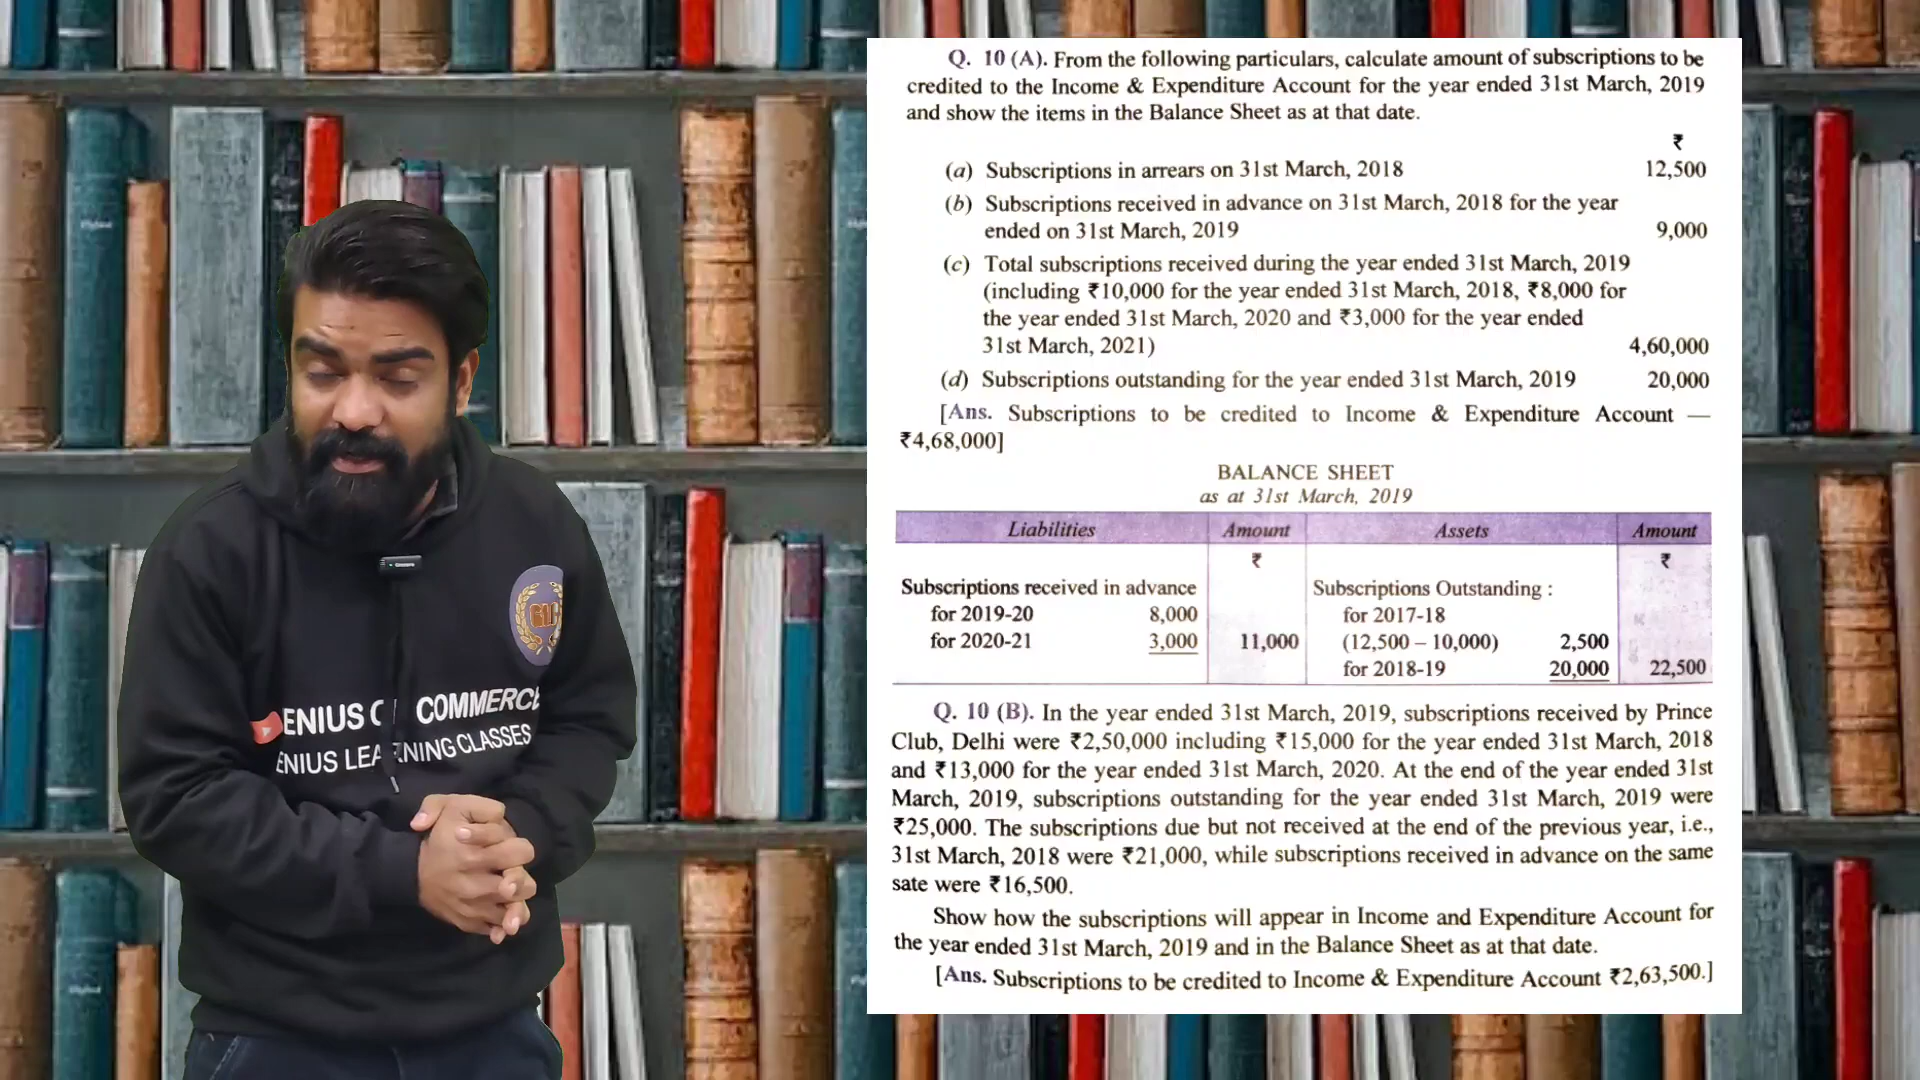 Q. 10 (A). From the following particulars, calculate amount of subscriptions to be
credited to the Income & Expenditure Account for the year ended 31st March, 2019
and show the items in the Balance Sheet as at that date.
₹
(a) Subscriptions in arrears on 31st March, 2018 12,500
(b) Subscriptions received in advance on 31st March, 2018 for the year
ended on 31st March, 2019 9,000
(c) Total subscriptions received during the year ended 31st March, 2019
(including ₹10,000 for the year ended 31st March, 2018, ₹8,000 for
the year ended 31st March, 2020 and ₹3,000 for the year ended
31st March, 2021) 4,60,000
(d) Subscriptions outstanding for the year ended 31st March, 2019 20,000
[Ans. Subscriptions to be credited to Income & Expenditure Account —
₹4,68,000]
BALANCE SHEET
as at 31st March, 2019
Liabilities Amount Assets Amount
₹ ₹
Subscriptions received in advance Subscriptions Outstanding :
for 2019-20 8,000 for 2017-18
for 2020-21 3,000 11,000 (12,500 – 10,000) 2,500
for 2018-19 20,000 22,500
Q. 10 (B). In the year ended 31st March, 2019, subscriptions received by Prince
Club, Delhi were ₹2,50,000 including ₹15,000 for the year ended 31st March, 2018
and ₹13,000 for the year ended 31st March, 2020. At the end of the year ended 31st
March, 2019, subscriptions outstanding for the year ended 31st March, 2019 were
₹25,000. The subscriptions due but not received at the end of the previous year, i.e.,
31st March, 2018 were ₹21,000, while subscriptions received in advance on the same
sate were ₹16,500.
Show how the subscriptions will appear in Income and Expenditure Account for
the year ended 31st March, 2019 and in the Balance Sheet as at that date.
[Ans. Subscriptions to be credited to Income & Expenditure Account ₹2,63,500.]
ENIUS O COMMERCE
ENIUS LEARNING CLASSES